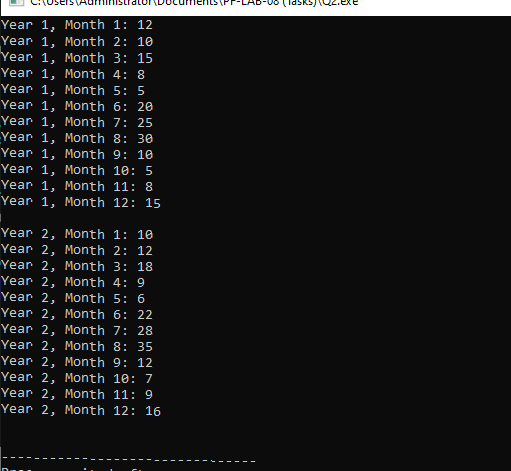 C:\Users\Administrator\Documents\PF-LAB-08 (Tasks)\Q2.exe
Year 1, Month 1: 12
Year 1, Month 2: 10
Year 1, Month 3: 15
Year 1, Month 4: 8
Year 1, Month 5: 5
Year 1, Month 6: 20
Year 1, Month 7: 25
Year 1, Month 8: 30
Year 1, Month 9: 10
Year 1, Month 10: 5
Year 1, Month 11: 8
Year 1, Month 12: 15
Year 2, Month 1: 10
Year 2, Month 2: 12
Year 2, Month 3: 18
Year 2, Month 4: 9
Year 2, Month 5: 6
Year 2, Month 6: 22
Year 2, Month 7: 28
Year 2, Month 8: 35
Year 2, Month 9: 12
Year 2, Month 10: 7
Year 2, Month 11: 9
Year 2, Month 12: 16
--------------------------------